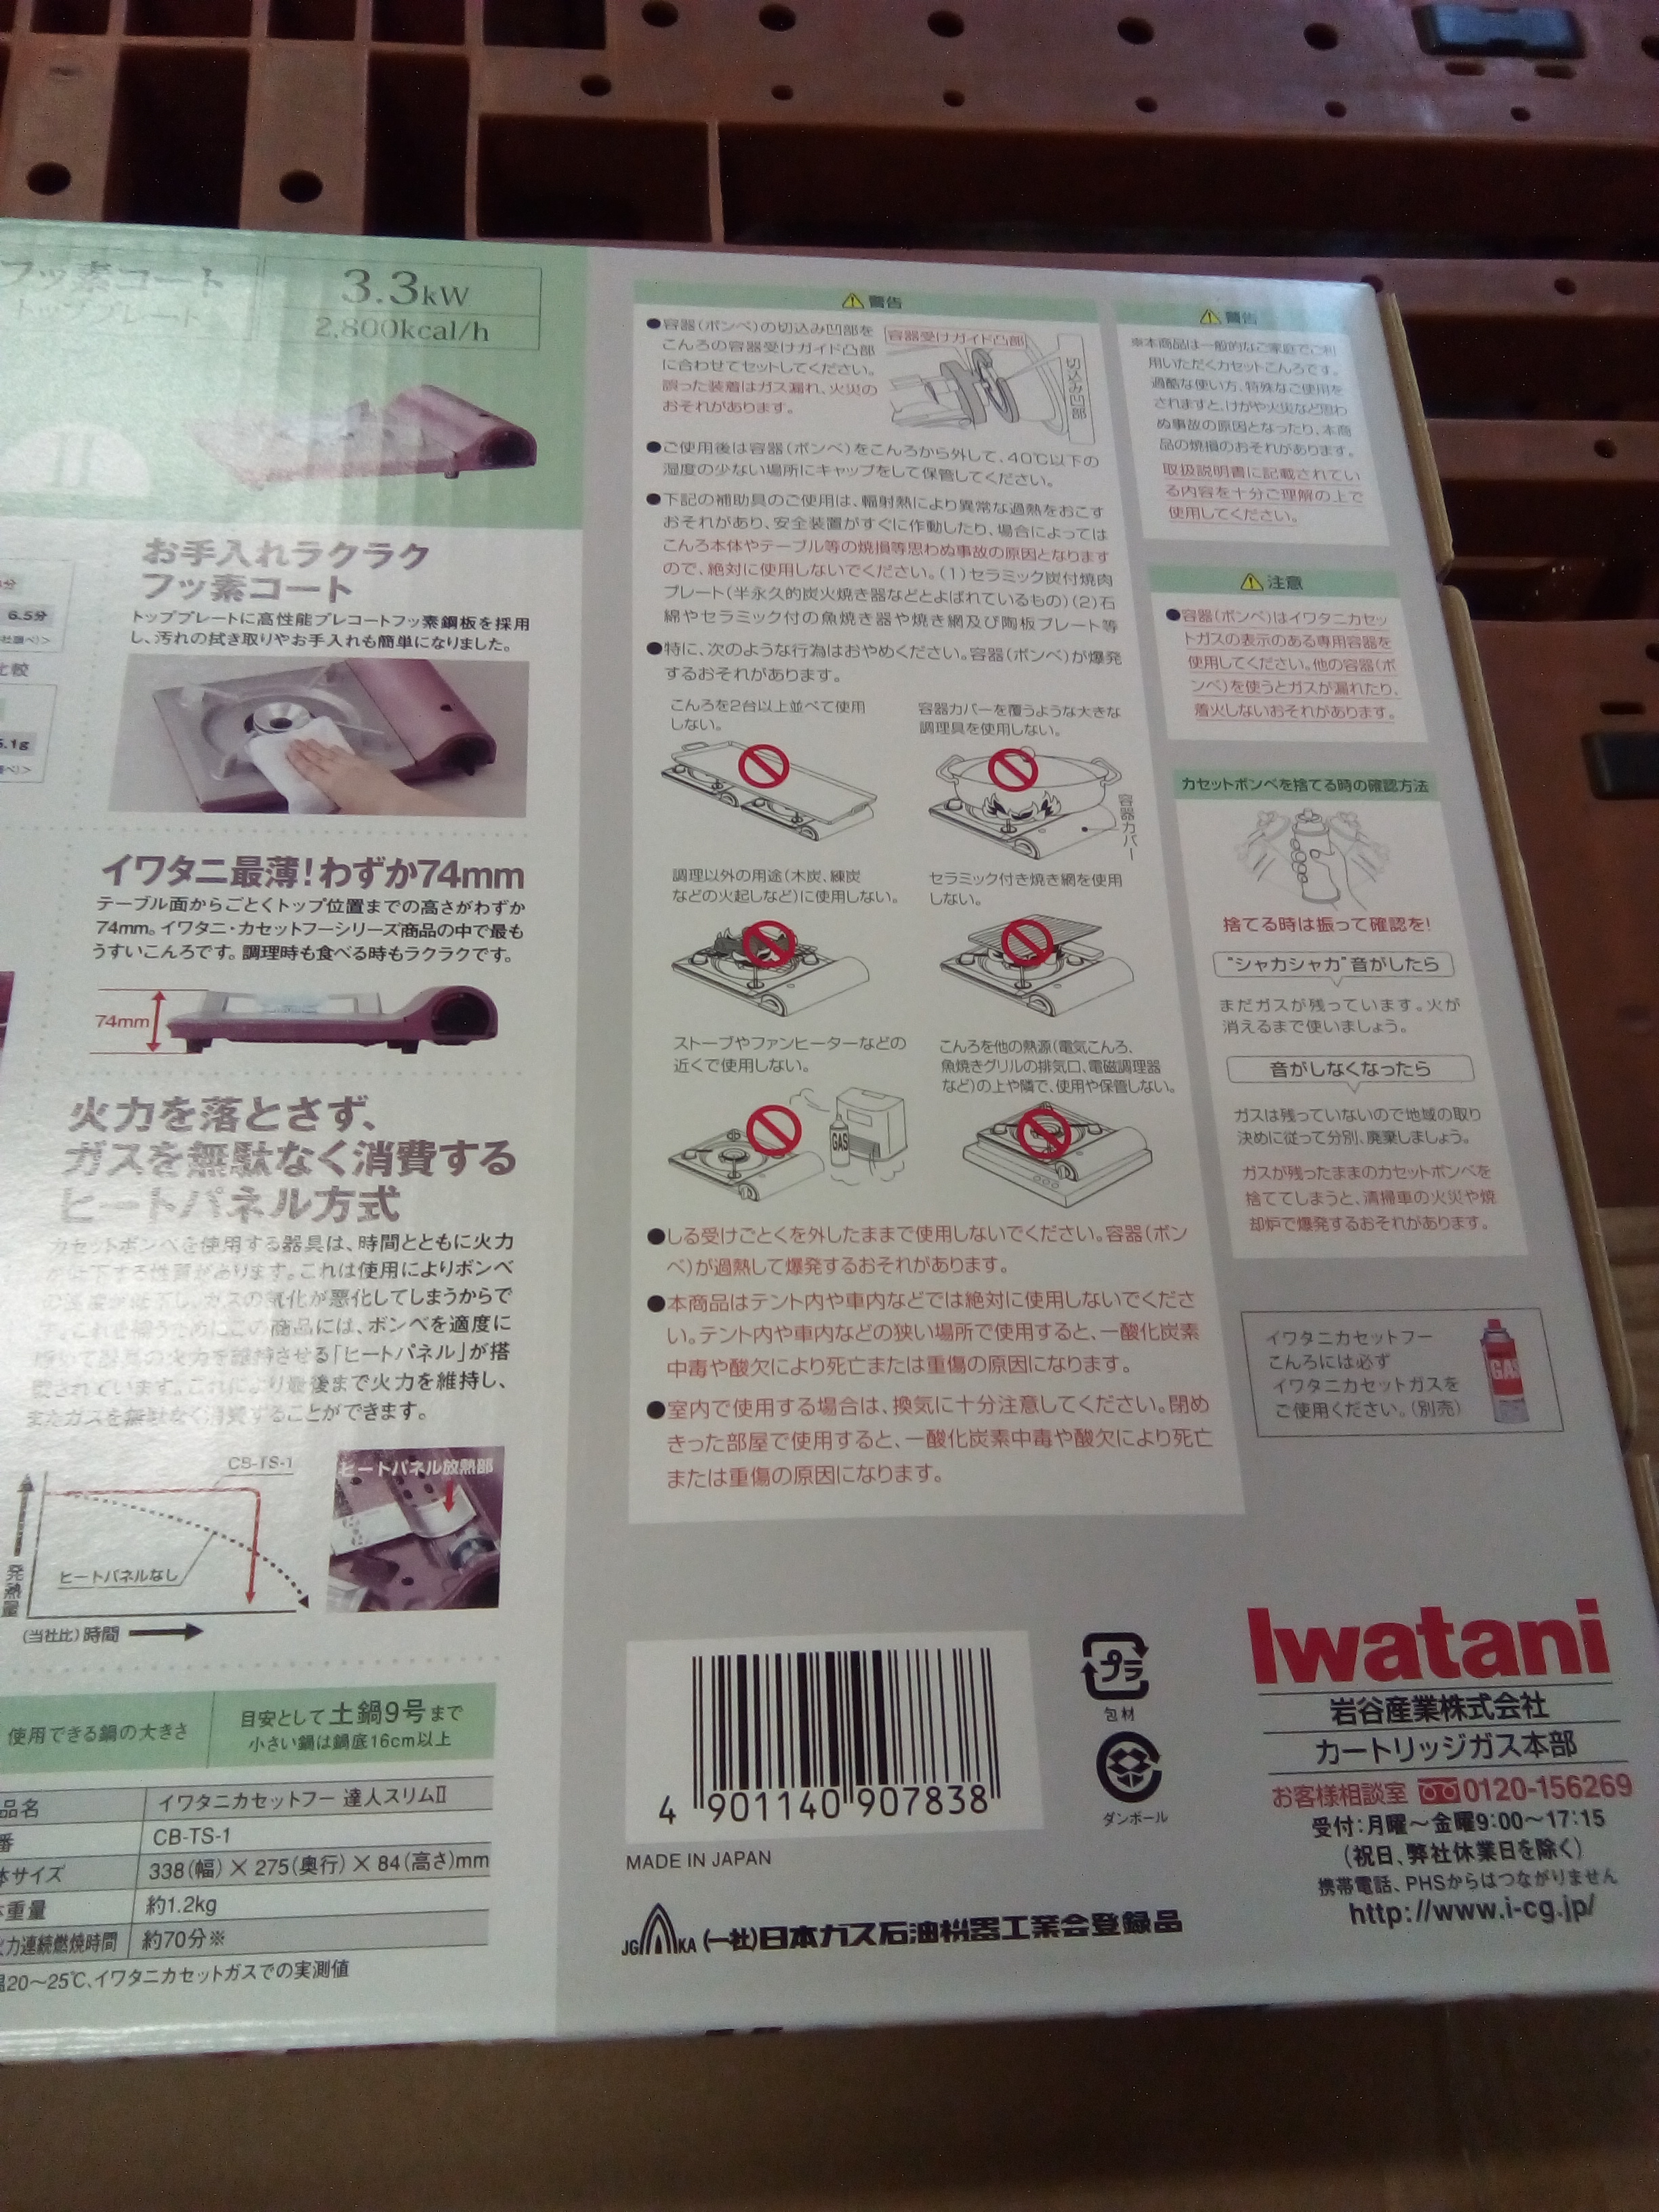 フッ素コート
トッププレート
3.3kW
2,800kcal/h
6.5分
お手入れラクラク
フッ素コート
トッププレートに高性能プレコートフッ素鋼板を採用
し、汚れの拭き取りやお手入れも簡単になりました。
イワタニ最薄!わずか74mm
テーブル面からごとくトップ位置までの高さがわずか
74mm。イワタニ・カセットフーシリーズ商品の中で最も
うすいこんろです。調理時も食べる時もラクラクです。
74mm
火力を落とさず、
ガスを無駄なく消費する
ヒートパネル方式
カセットボンベを使用する器具は、時間とともに火力
が低下する性質があります。これは使用によりボンベ
の温度が低下し、ガスの気化が悪化してしまうからで
す。これを補うためにこの商品には、ボンベを適度に
器具の火力を維持させる「ヒートパネル」が搭
載されています。これにより最後まで火力を維持し、
またガスを無駄なく消費することができます。
CB-TS-1
ヒートパネルなし
発熱量
(当社比)時間
ヒートパネル放熱部
使用できる鍋の大きさ
目安として土鍋9号まで
小さい鍋は鍋底16cm以上
品名 イワタニカセットフー 達人スリムⅡ
番 CB-TS-1
体サイズ 338(幅)×275(奥行)×84(高さ)mm
重量 約1.2kg
火力連続燃焼時間 約70分※
温20〜25℃、イワタニカセットガスでの実測値
警告
●容器(ボンベ)の切込み凹部を
こんろの容器受けガイド凸部
に合わせてセットしてください。
誤った装着はガス漏れ、火災の
おそれがあります。
容器受けガイド凸部
切込み凹部
●ご使用後は容器(ボンベ)をこんろから外して、40℃以下の
湿度の少ない場所にキャップをして保管してください。
●下記の補助具のご使用は、輻射熱により異常な過熱をおこす
おそれがあり、安全装置がすぐに作動したり、場合によっては
こんろ本体やテーブル等の焼損等思わぬ事故の原因となります
ので、絶対に使用しないでください。(1)セラミック炭付焼肉
プレート(半永久的炭火焼き器などとよばれているもの)(2)石
綿やセラミック付の魚焼き器や焼き網及び陶板プレート等
●特に、次のような行為はおやめください。容器(ボンベ)が爆発
するおそれがあります。
こんろを2台以上並べて使用
しない。
容器カバーを覆うような大きな
調理具を使用しない。
容器カバー
調理以外の用途(木炭、練炭
などの火起しなど)に使用しない。
セラミック付き焼き網を使用
しない。
ストーブやファンヒーターなどの
近くで使用しない。
GAS
こんろを他の熱源(電気こんろ、
魚焼きグリルの排気口、電磁調理器
など)の上や隣で、使用や保管しない。
●しる受けごとくを外したままで使用しないでください。容器(ボン
ベ)が過熱して爆発するおそれがあります。
●本商品はテント内や車内などでは絶対に使用しないでくださ
い。テント内や車内などの狭い場所で使用すると、一酸化炭素
中毒や酸欠により死亡または重傷の原因になります。
●室内で使用する場合は、換気に十分注意してください。閉め
きった部屋で使用すると、一酸化炭素中毒や酸欠により死亡
または重傷の原因になります。
警告
※本商品は一般的なご家庭でご利
用いただくカセットこんろです。
過酷な使い方、特殊なご使用を
されますと、けがや火災など思わ
ぬ事故の原因となったり、本商
品の焼損のおそれがあります。
取扱説明書に記載されてい
る内容を十分ご理解の上で
使用してください。
注意
●容器(ボンベ)はイワタニカセッ
トガスの表示のある専用容器を
使用してください。他の容器(ボ
ンベ)を使うとガスが漏れたり、
着火しないおそれがあります。
カセットボンベを捨てる時の確認方法
捨てる時は振って確認を!
"シャカシャカ"音がしたら
まだガスが残っています。火が
消えるまで使いましょう。
音がしなくなったら
ガスは残っていないので地域の取り
決めに従って分別、廃棄しましょう。
ガスが残ったままのカセットボンベを
捨ててしまうと、清掃車の火災や焼
却炉で爆発するおそれがあります。
イワタニカセットフー
こんろには必ず
イワタニカセットガスを
ご使用ください。(別売)
GAS
4 901140 907838
MADE IN JAPAN
プラ
包材
ダンボール
JG KA (一社)日本ガス石油機器工業会登録品
Iwatani
岩谷産業株式会社
カートリッジガス本部
お客様相談室 0120-156269
受付:月曜〜金曜9:00〜17:15
(祝日、弊社休業日を除く)
携帯電話、PHSからはつながりません
http://www.i-cg.jp/